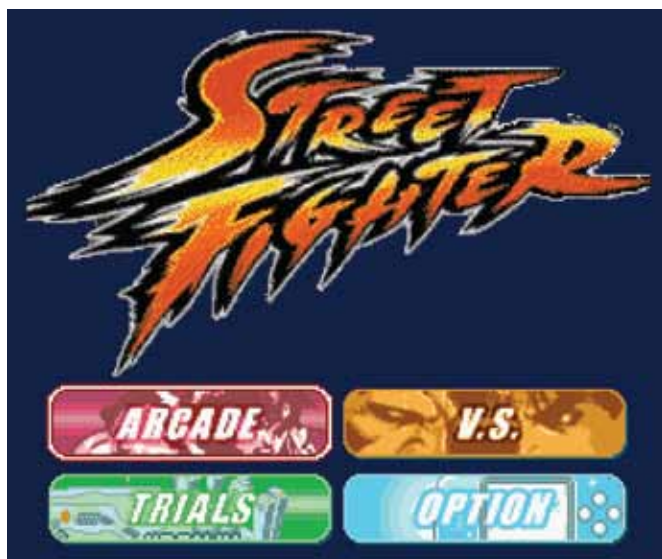 STREET
FIGHTER
ARCADE
V.S.
TRIALS
OPTION